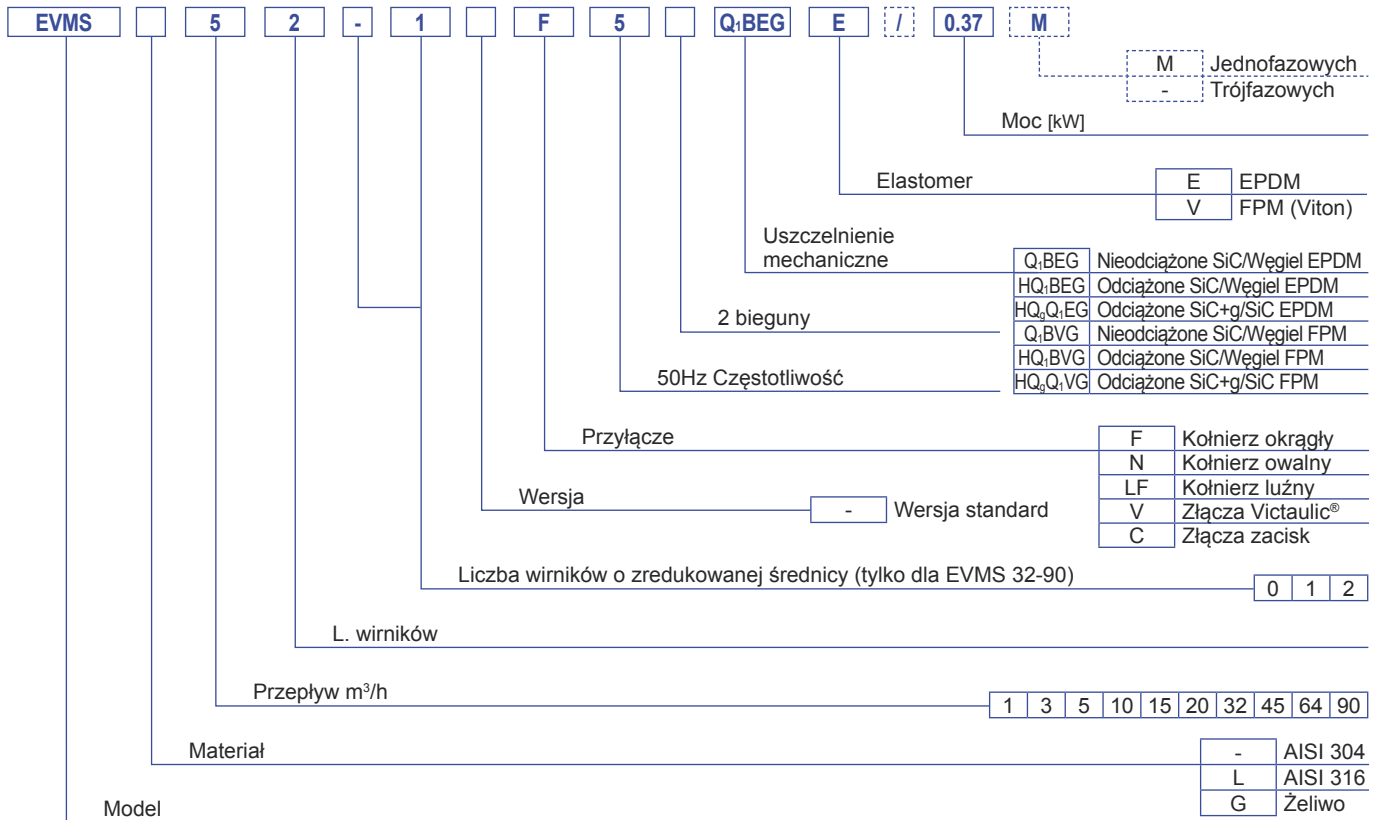 EVMS 5 2 - 1 F 5 Q₁BEG E / 0.37 M
M Jednofazowych
- Trójfazowych
Moc [kW]
Elastomer
E EPDM
V FPM (Viton)
Uszczelnienie
mechaniczne
Q₁BEG Nieodciążone SiC/Węgiel EPDM
HQ₁BEG Odciążone SiC/Węgiel EPDM
HQgQ₁EG Odciążone SiC+g/SiC EPDM
Q₁BVG Nieodciążone SiC/Węgiel FPM
HQ₁BVG Odciążone SiC/Węgiel FPM
HQgQ₁VG Odciążone SiC+g/SiC FPM
2 bieguny
50Hz Częstotliwość
Przyłącze
F Kołnierz okrągły
N Kołnierz owalny
LF Kołnierz luźny
V Złącza Victaulic®
C Złącza zacisk
Wersja
- Wersja standard
Liczba wirników o zredukowanej średnicy (tylko dla EVMS 32-90)
0 1 2
L. wirników
Przepływ m³/h
1 3 5 10 15 20 32 45 64 90
Materiał
- AISI 304
L AISI 316
G Żeliwo
Model